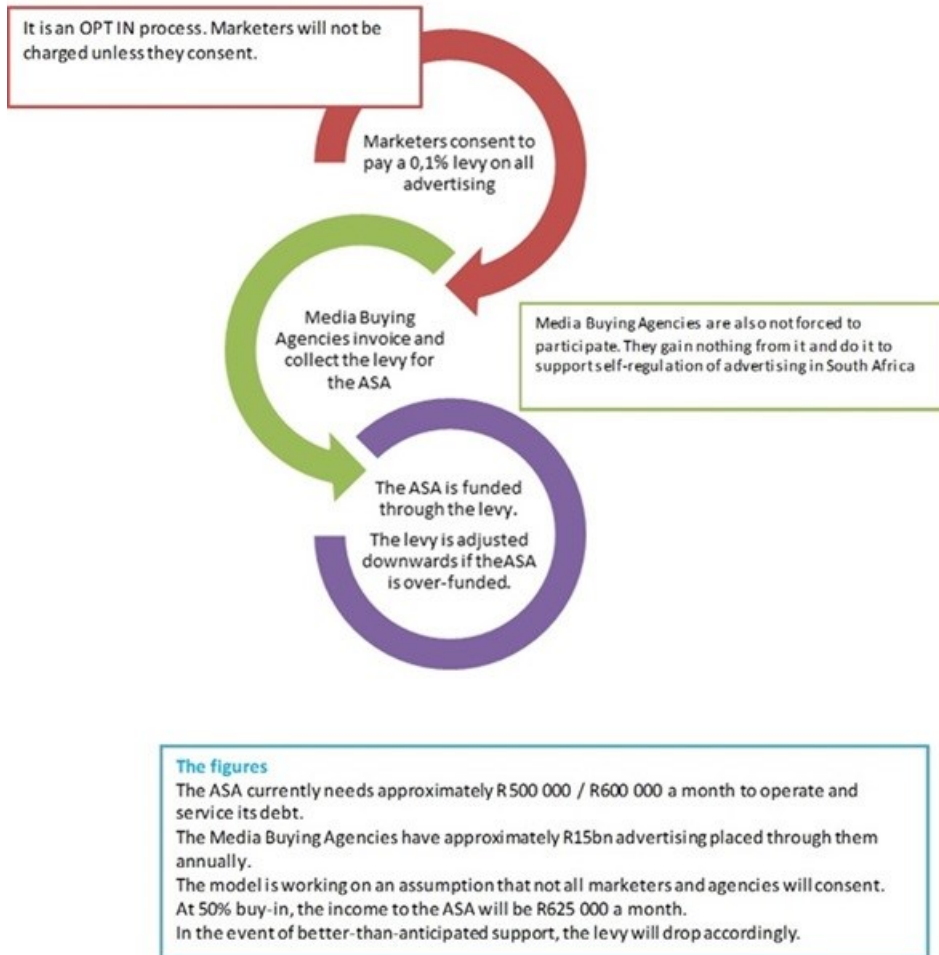 It is an OPT IN process. Marketers will not be
charged unless they consent.
Marketers consent to
pay a 0,1% levy on all
advertising
Media Buying
Agencies invoice and
collect the levy for
the ASA
Media Buying Agencies are also not forced to
participate. They gain nothing from it and do it to
support self-regulation of advertising in South Africa
The ASA is funded
through the levy.
The levy is adjusted
downwards if theASA
is over-funded.
The figures
The ASA currently needs approximately R500 000 / R600 000 a month to operate and
service its debt.
The Media Buying Agencies have approximately R15bn advertising placed through them
annually.
The model is working on an assumption that not all marketers and agencies will consent.
At 50% buy-in, the income to the ASA will be R625 000 a month.
In the event of better-than-anticipated support, the levy will drop accordingly.